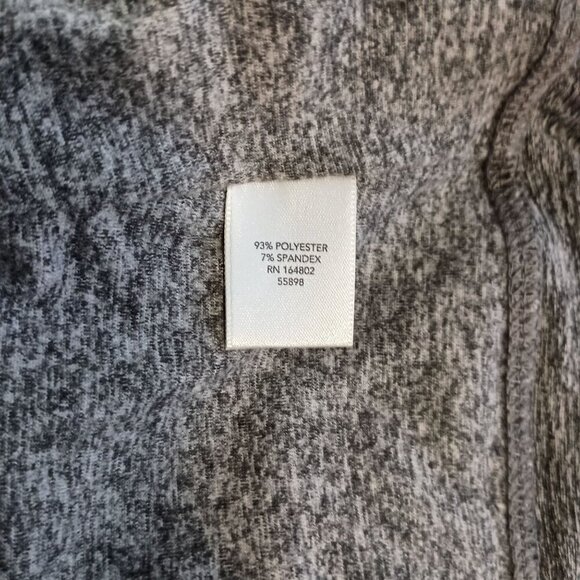 93% POLYESTER
7% SPANDEX
RN 164802
55898